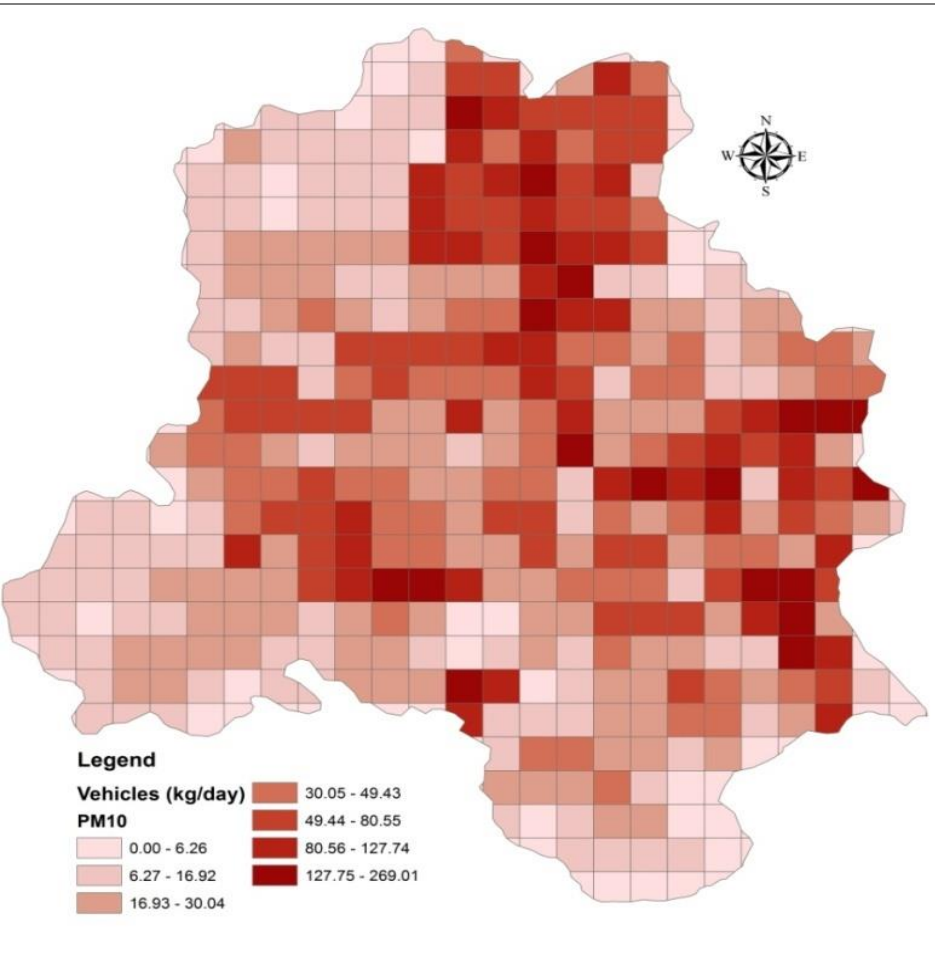 N
W E
S
Legend
Vehicles (kg/day)
PM10
0.00 - 6.26
6.27 - 16.92
16.93 - 30.04
30.05 - 49.43
49.44 - 80.55
80.56 - 127.74
127.75 - 269.01